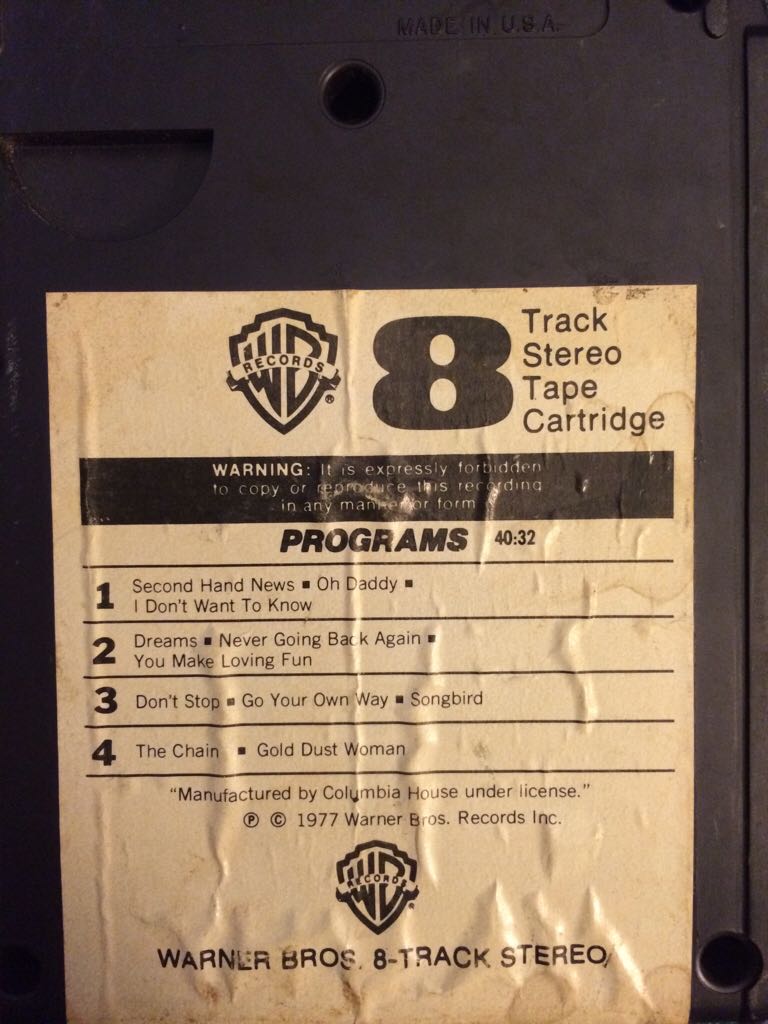 MADE IN U.S.A.
WB
RECORDS
®
8
Track
Stereo
Tape
Cartridge
WARNING: It is expressly forbidden
to copy or reproduce this recording
in any manner or form
PROGRAMS 40:32
1 Second Hand News ▪ Oh Daddy ▪
I Don't Want To Know
2 Dreams ▪ Never Going Back Again ▪
You Make Loving Fun
3 Don't Stop ▪ Go Your Own Way ▪ Songbird
4 The Chain ▪ Gold Dust Woman
"Manufactured by Columbia House under license."
℗ © 1977 Warner Bros. Records Inc.
WB
RECORDS
®
WARNER BROS. 8-TRACK STEREO